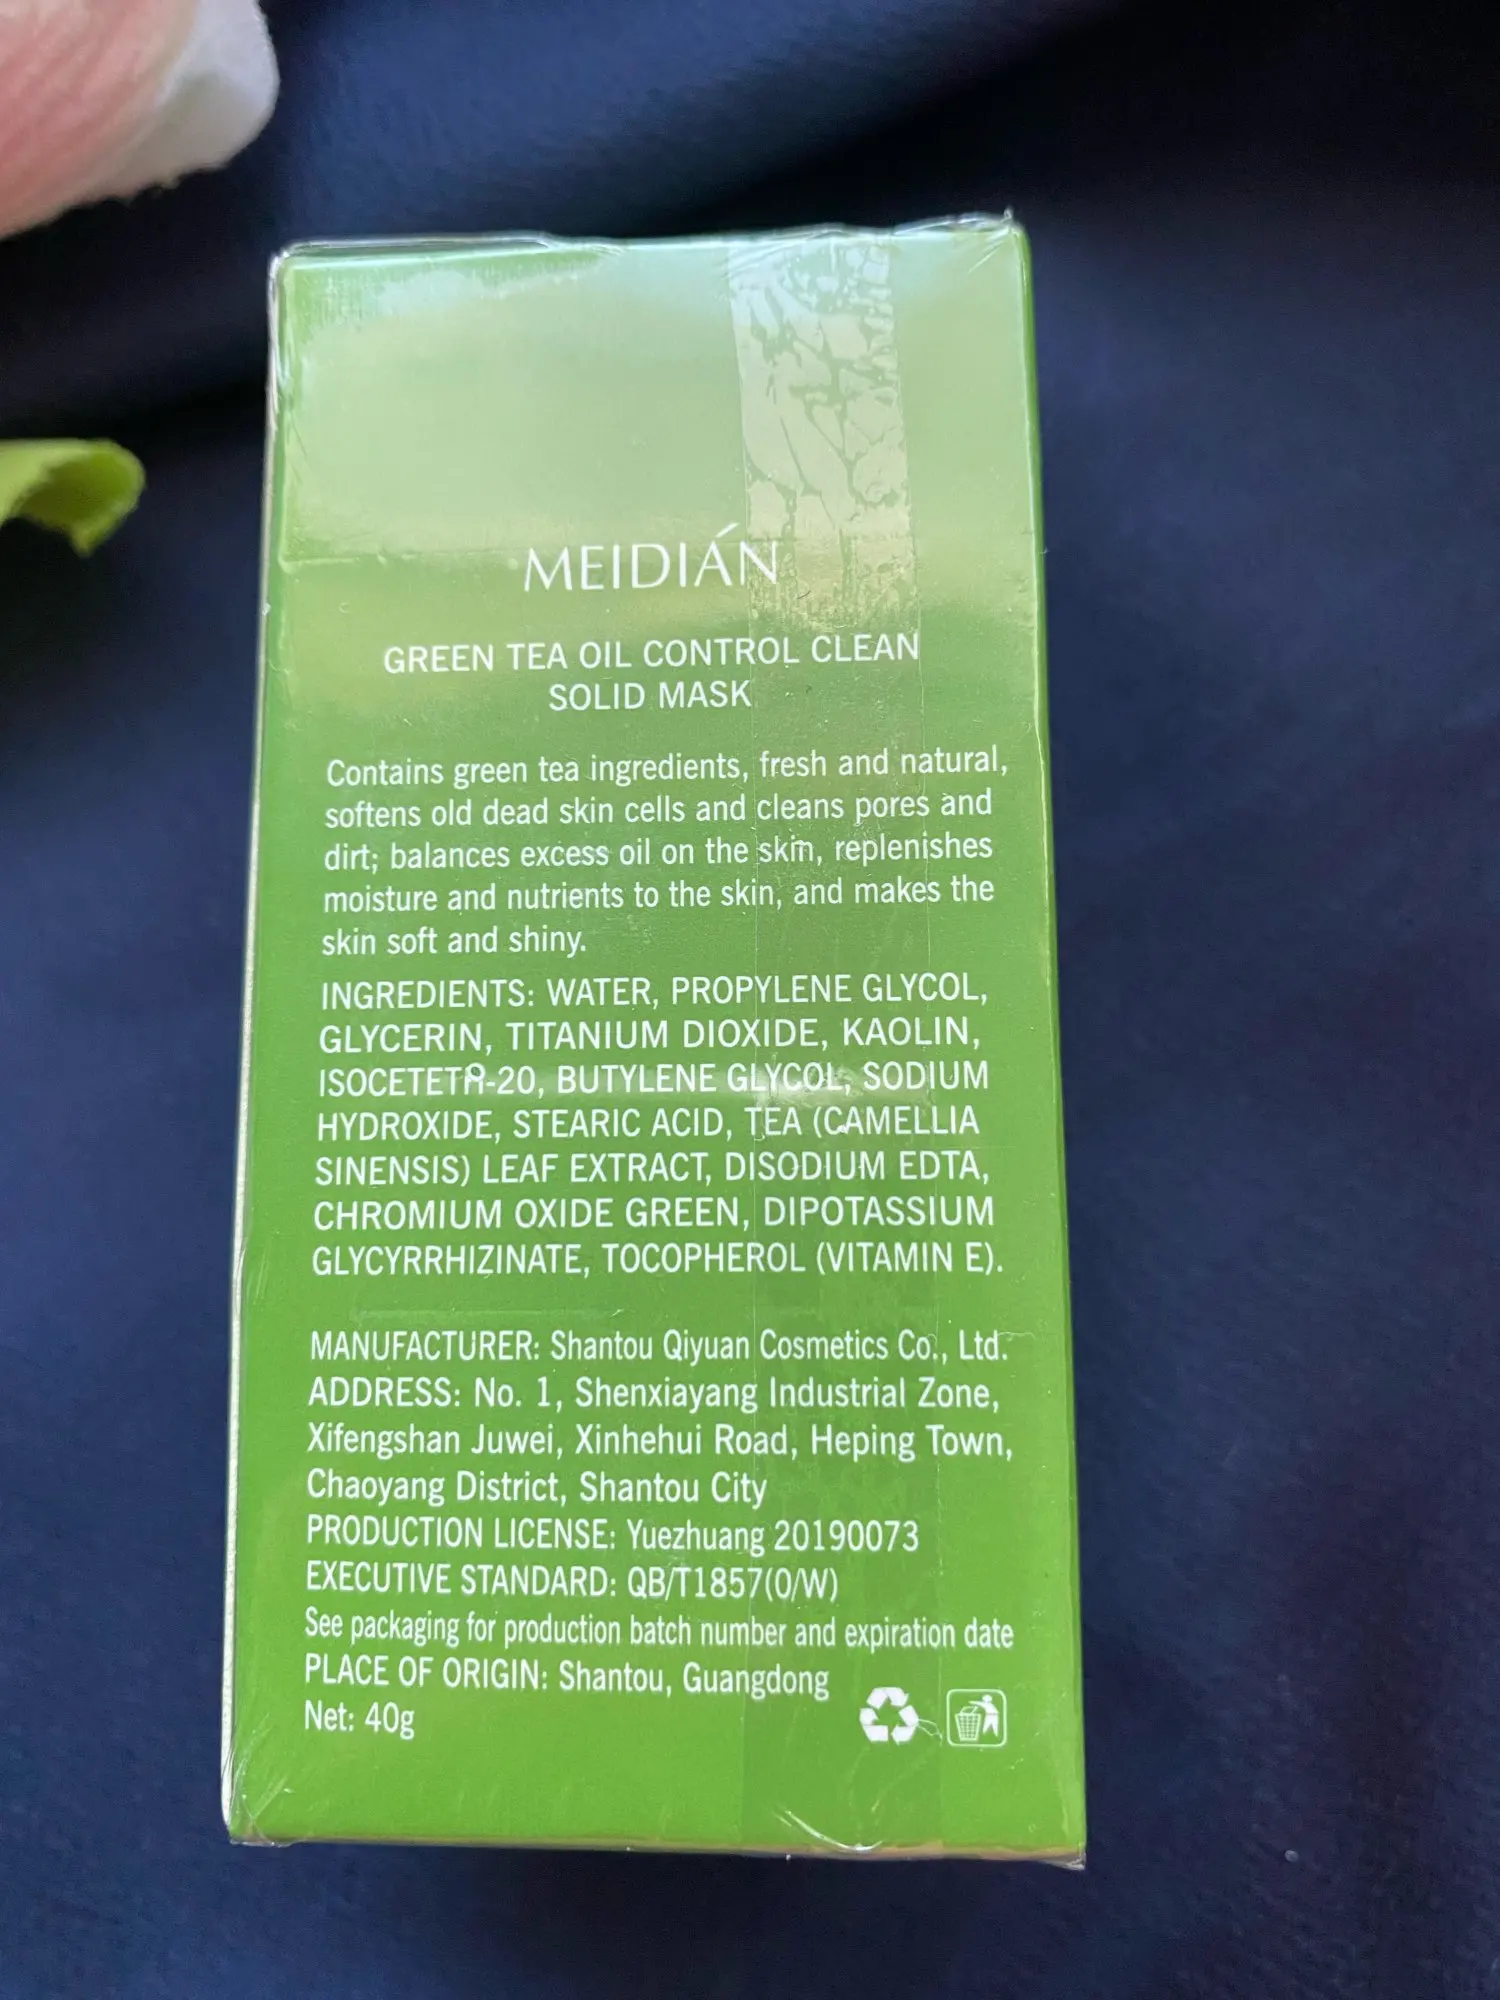 MEIDIÁN
GREEN TEA OIL CONTROL CLEAN
SOLID MASK
Contains green tea ingredients, fresh and natural,
softens old dead skin cells and cleans pores and
dirt; balances excess oil on the skin, replenishes
moisture and nutrients to the skin, and makes the
skin soft and shiny.
INGREDIENTS: WATER, PROPYLENE GLYCOL,
GLYCERIN, TITANIUM DIOXIDE, KAOLIN,
BUTYLENE GLYCOL, SODIUM
HYDROXIDE, STEARIC ACID, TEA (CAMELLIA
SINENSIS) LEAF EXTRACT, DISODIUM EDTA,
CHROMIUM OXIDE GREEN, DIPOTASSIUM
GLYCYRRHIZINATE, TOCOPHEROL (VITAMIN E).
MANUFACTURER: Shantou Qiyuan Cosmetics Co., Ltd.
ADDRESS: No. 1, Shenxiayang Industrial Zone,
Xifengshan Juwei, Xinhehui Road, Heping Town,
Chaoyang District, Shantou City
PRODUCTION LICENSE: Yuezhuang 20190073
EXECUTIVE STANDARD: QB/T1857(O/W)
See packaging for production batch number and expiration date
PLACE OF ORIGIN: Shantou, Guangdong
Net: 40g